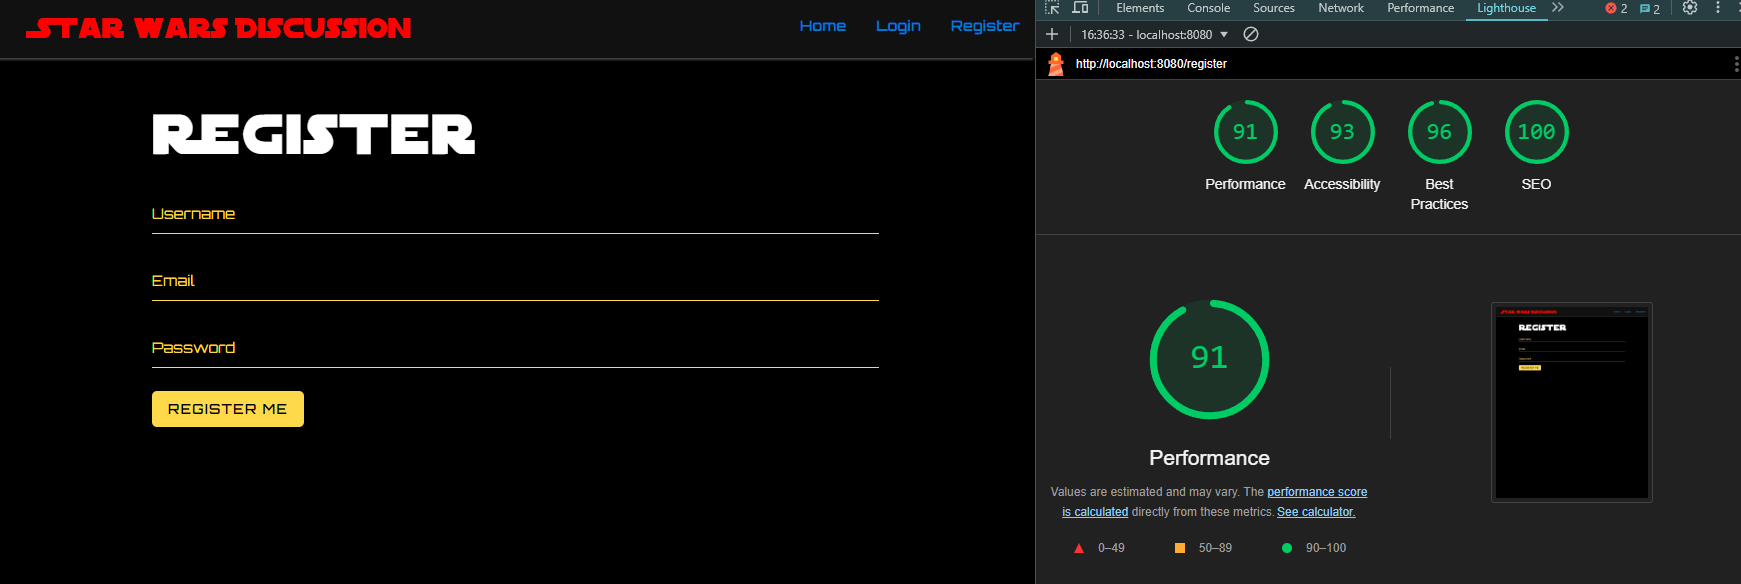 STAR WARS DISCUSSION
Home Login Register
REGISTER
Username
Email
Password
REGISTER ME
Elements Console Sources Network Performance Lighthouse 2 2
16:36:33 - localhost:8080
http://localhost:8080/register
91 93 96 100
Performance Accessibility Best Practices SEO
91
Performance
Values are estimated and may vary. The performance score
is calculated directly from these metrics. See calculator.
0–49 50–89 90–100
STAR WARS DISCUSSION
REGISTER